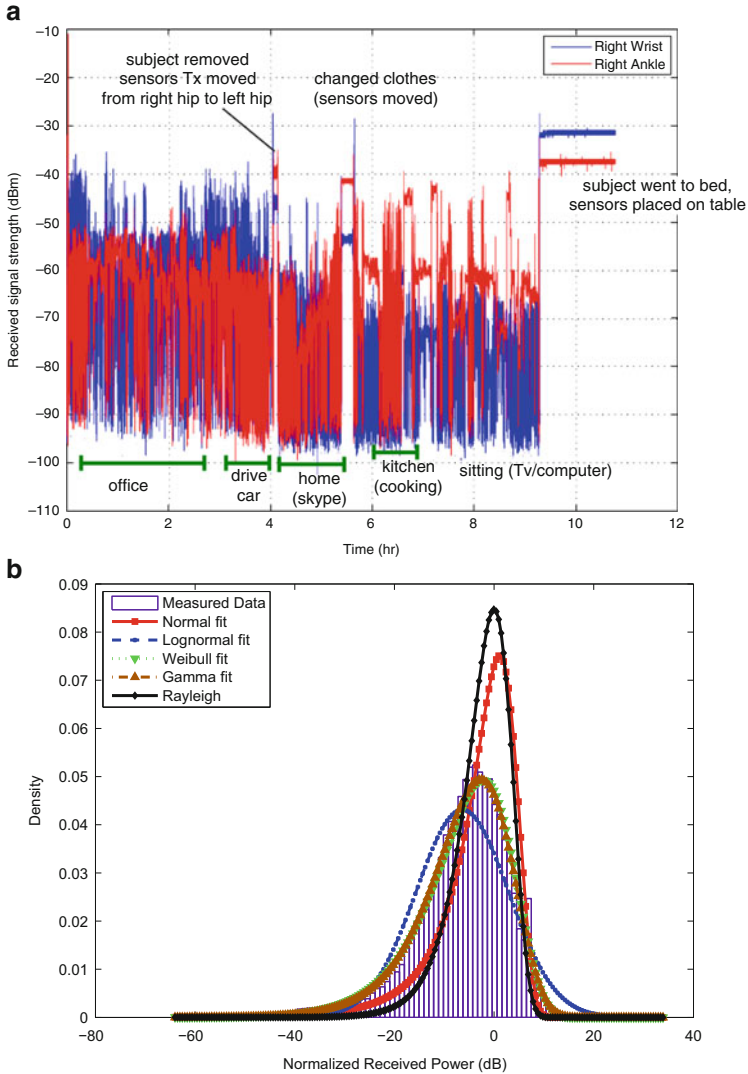 a
−10
−20
−30
−40
−50
−60
−70
−80
−90
−100
−110
Received signal strength (dBm)
subject removed
sensors Tx moved
from right hip to left hip
changed clothes
(sensors moved)
Right Wrist
Right Ankle
subject went to bed,
sensors placed on table
office
drive
car
home
(skype)
kitchen
(cooking)
sitting (Tv/computer)
0
2
4
6
8
10
12
Time (hr)
b
0.09
0.08
0.07
0.06
0.05
0.04
0.03
0.02
0.01
0
Density
Measured Data
Normal fit
Lognormal fit
Weibull fit
Gamma fit
Rayleigh
−80
−60
−40
−20
0
20
40
Normalized Received Power (dB)